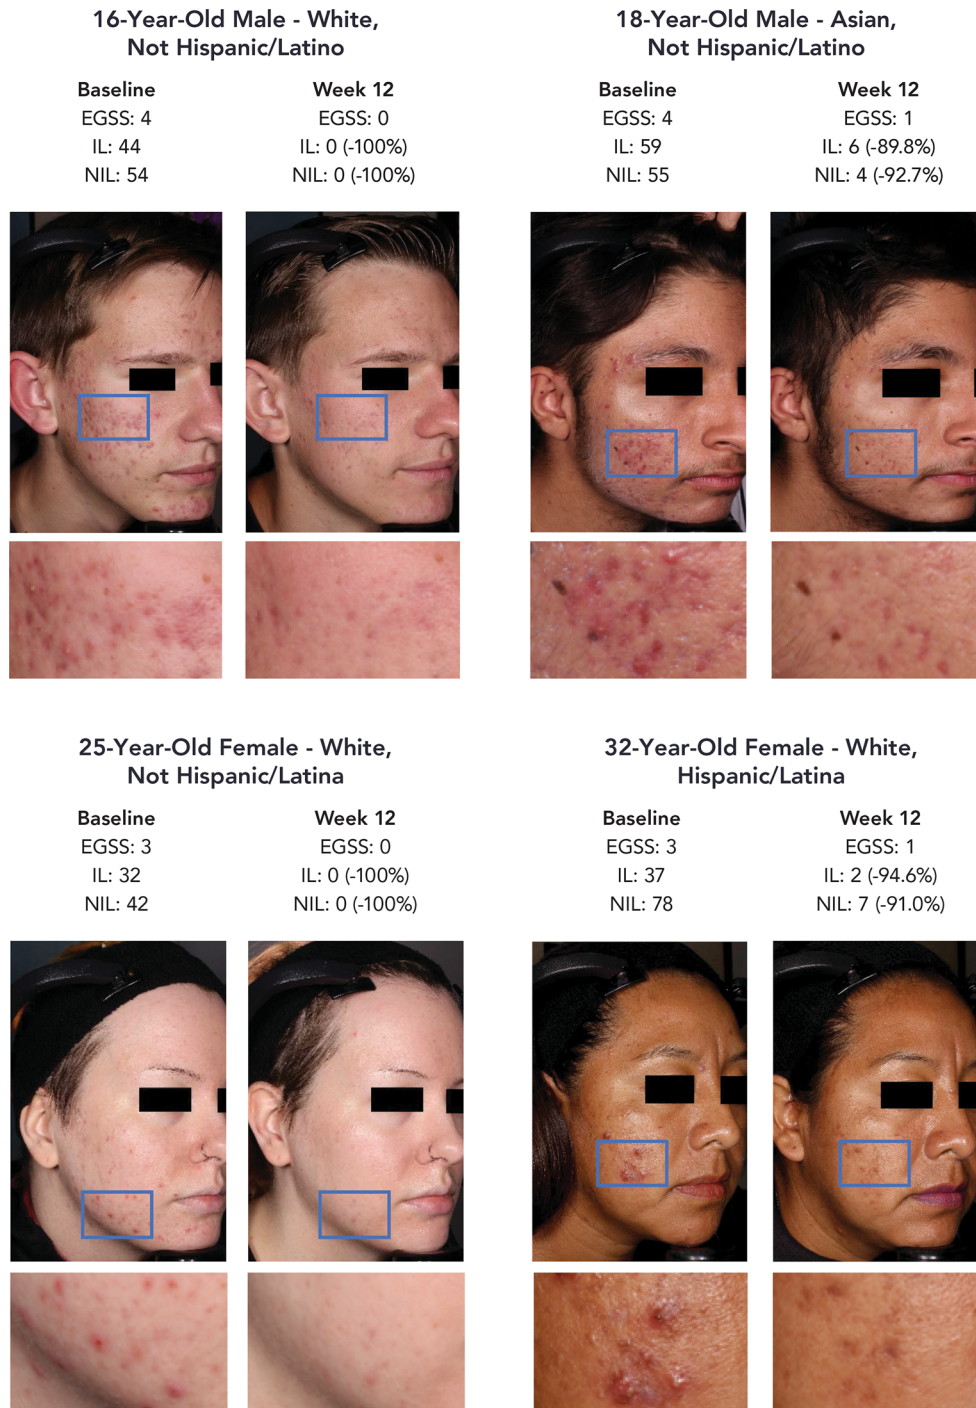 16-Year-Old Male - White,
Not Hispanic/Latino
Baseline
EGSS: 4
IL: 44
NIL: 54
Week 12
EGSS: 0
IL: 0 (-100%)
NIL: 0 (-100%)
18-Year-Old Male - Asian,
Not Hispanic/Latino
Baseline
EGSS: 4
IL: 59
NIL: 55
Week 12
EGSS: 1
IL: 6 (-89.8%)
NIL: 4 (-92.7%)
25-Year-Old Female - White,
Not Hispanic/Latina
Baseline
EGSS: 3
IL: 32
NIL: 42
Week 12
EGSS: 0
IL: 0 (-100%)
NIL: 0 (-100%)
32-Year-Old Female - White,
Hispanic/Latina
Baseline
EGSS: 3
IL: 37
NIL: 78
Week 12
EGSS: 1
IL: 2 (-94.6%)
NIL: 7 (-91.0%)